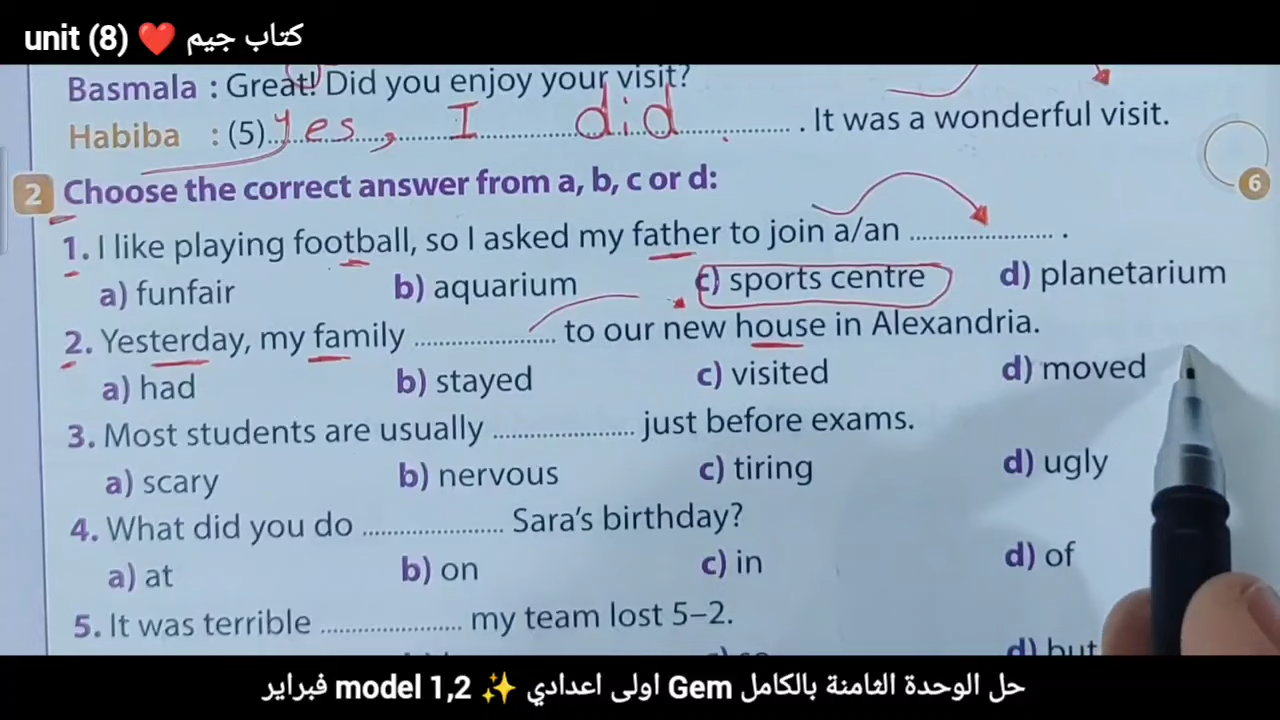 unit (8) ❤️ كتاب جيم
Basmala : Great! Did you enjoy your visit?
Habiba : (5) yes, I did. It was a wonderful visit.
6
2 Choose the correct answer from a, b, c or d:
1. I like playing football, so I asked my father to join a/an .................... .
a) funfair b) aquarium c) sports centre d) planetarium
2. Yesterday, my family .................... to our new house in Alexandria.
a) had b) stayed c) visited d) moved
3. Most students are usually .................... just before exams.
a) scary b) nervous c) tiring d) ugly
4. What did you do .................... Sara's birthday?
a) at b) on c) in d) of
5. It was terrible .................... my team lost 5–2.
d) but
حل الوحدة الثامنة بالكامل Gem اولى اعدادي ✨ model 1,2 فبراير